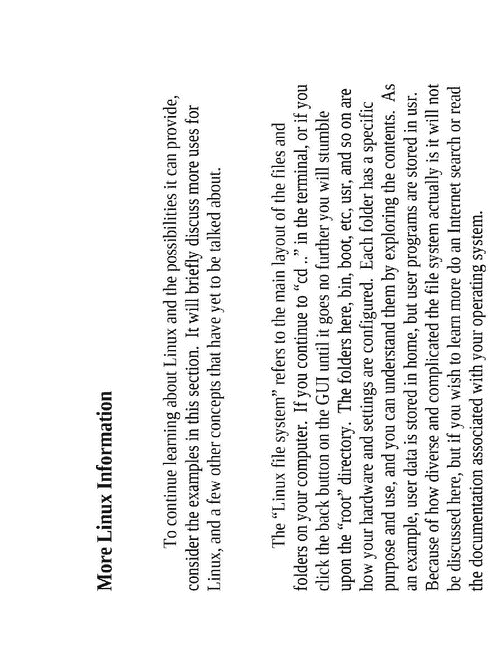 More Linux Information
To continue learning about Linux and the possibilities it can provide,
consider the examples in this section. It will briefly discuss more uses for
Linux, and a few other concepts that have yet to be talked about.
The “Linux file system” refers to the main layout of the files and
folders on your computer. If you continue to “cd ..” in the terminal, or if you
click the back button on the GUI until it goes no further you will stumble
upon the “root” directory. The folders here, bin, boot, etc, usr, and so on are
how your hardware and settings are configured. Each folder has a specific
purpose and use, and you can understand them by exploring the contents. As
an example, user data is stored in home, but user programs are stored in usr.
Because of how diverse and complicated the file system actually is it will not
be discussed here, but if you wish to learn more do an Internet search or read
the documentation associated with your operating system.